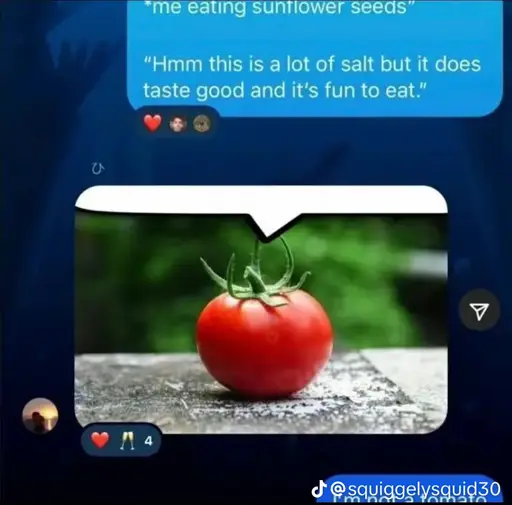 *me eating sunflower seeds"
“Hmm this is a lot of salt but it does
taste good and it’s fun to eat.”
ひ
4
I'm not a tomato
@squiggelysquid30